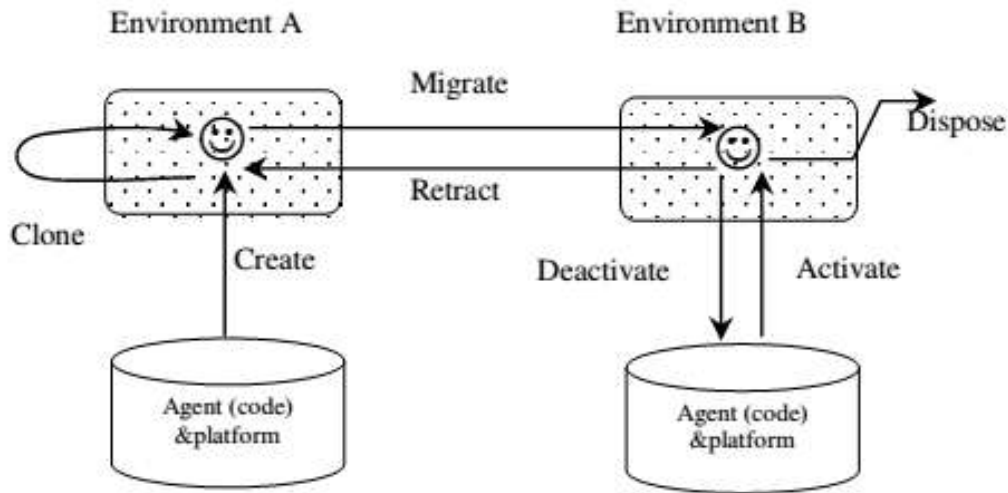 Environment A
Environment B
Migrate
Dispose
Retract
Clone
Create
Deactivate
Activate
Agent (code)
&platform
Agent (code)
&platform